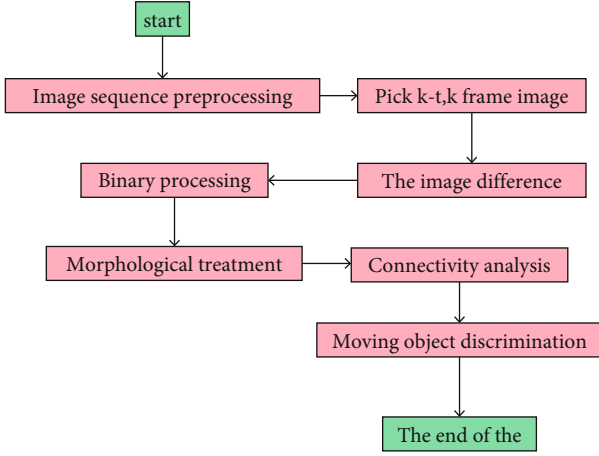 start
Image sequence preprocessing
Pick k-t,k frame image
The image difference
Binary processing
Morphological treatment
Connectivity analysis
Moving object discrimination
The end of the